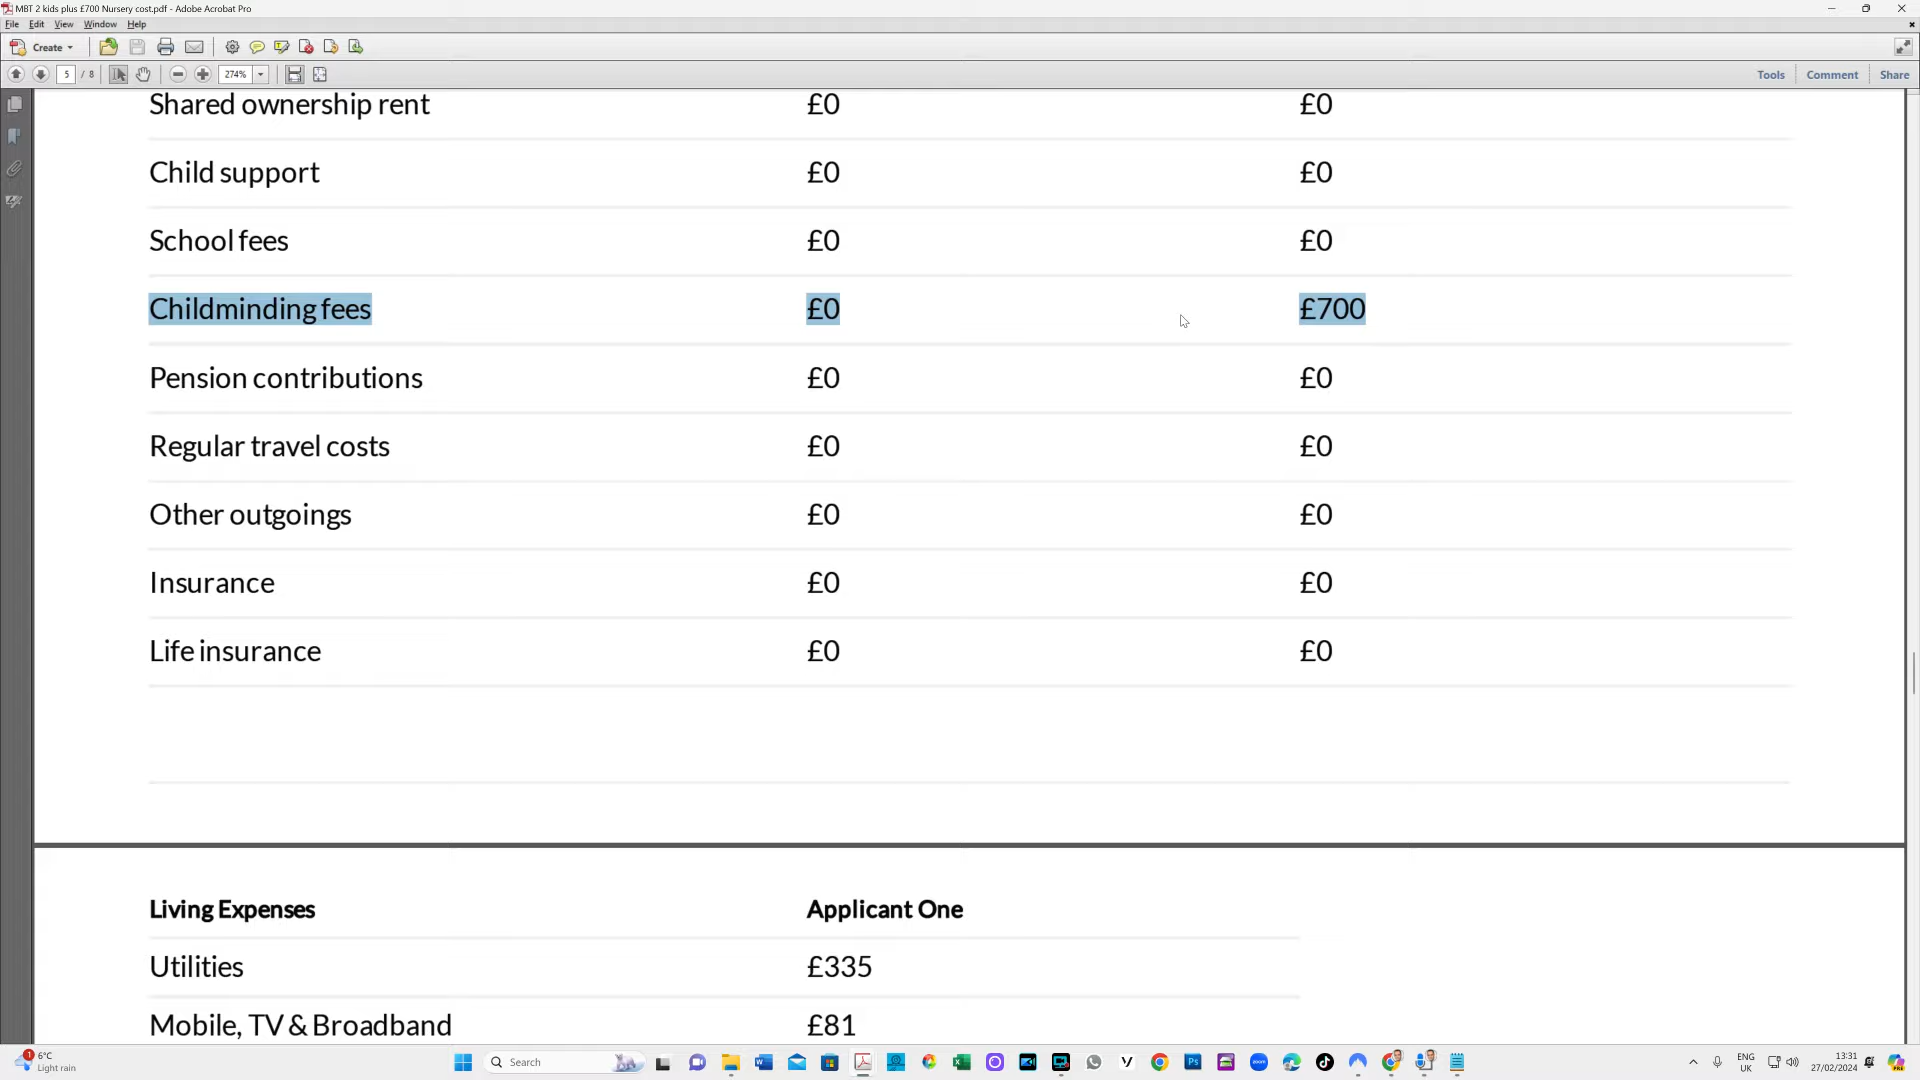 MBT 2 kids plus £700 Nursery cost.pdf - Adobe Acrobat Pro
File Edit View Window Help
Create
5 / 8 274% Tools Comment Share
Shared ownership rent £0 £0
Child support £0 £0
School fees £0 £0
Childminding fees £0 £700
Pension contributions £0 £0
Regular travel costs £0 £0
Other outgoings £0 £0
Insurance £0 £0
Life insurance £0 £0
Living Expenses Applicant One
Utilities £335
Mobile, TV & Broadband £81
1 6°C
Light rain
Search
ENG
UK
13:31
27/02/2024